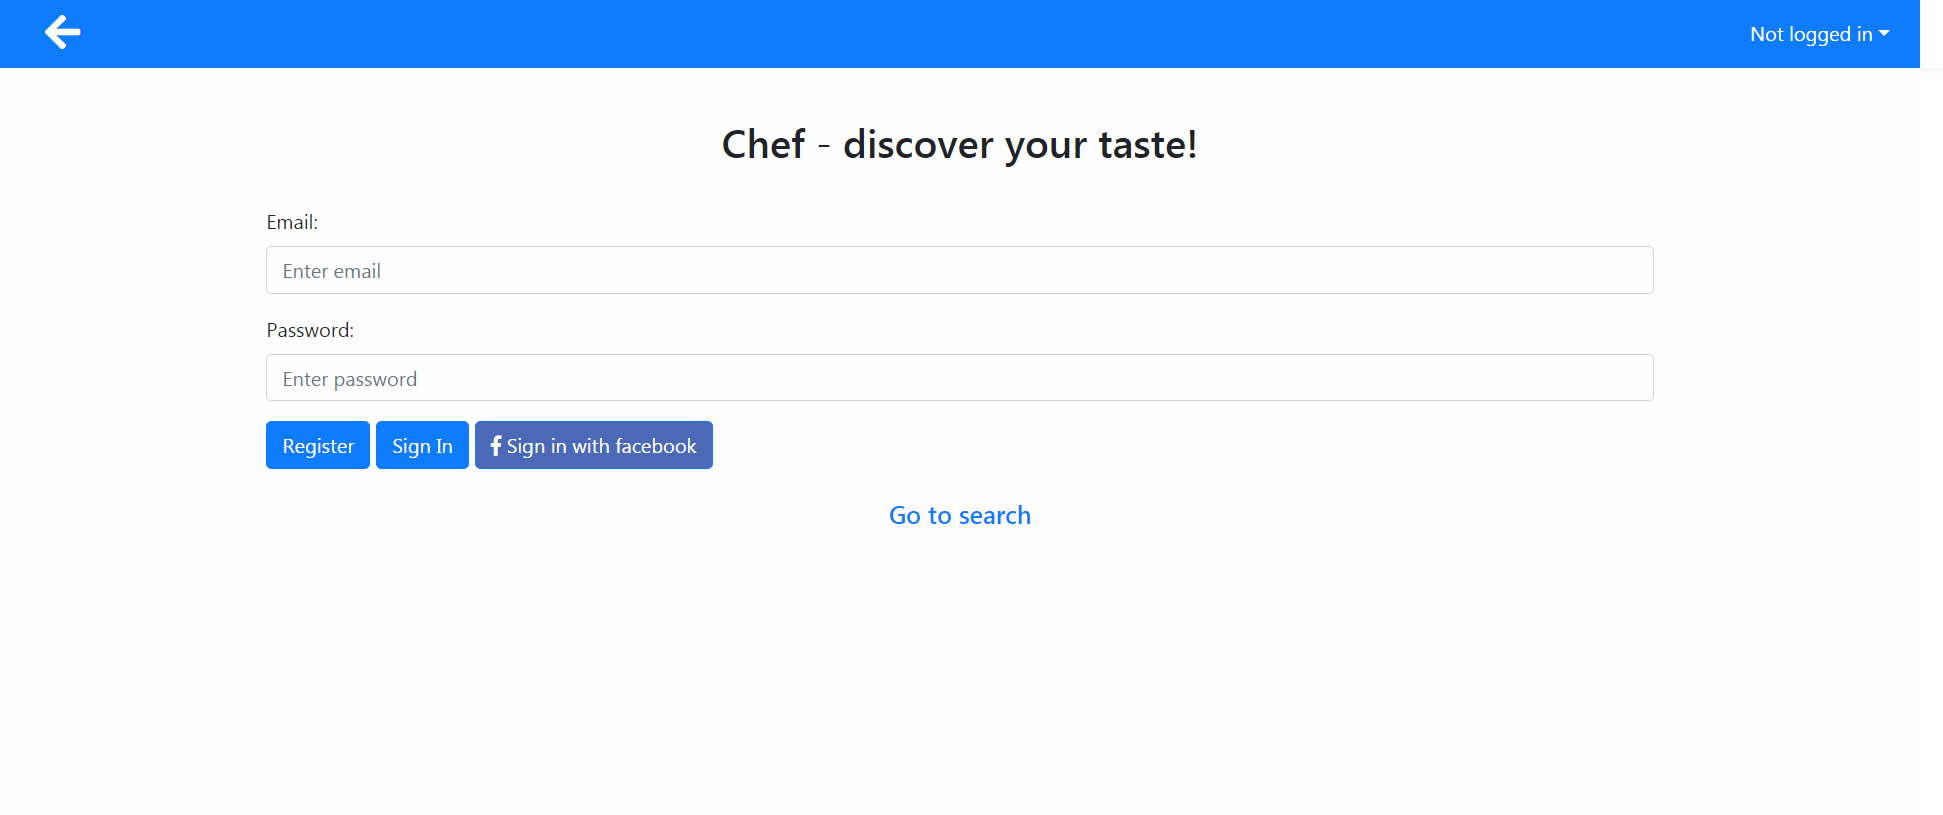 Not logged in
Chef - discover your taste!
Email:
Enter email
Password:
Enter password
Register Sign In Sign in with facebook
Go to search